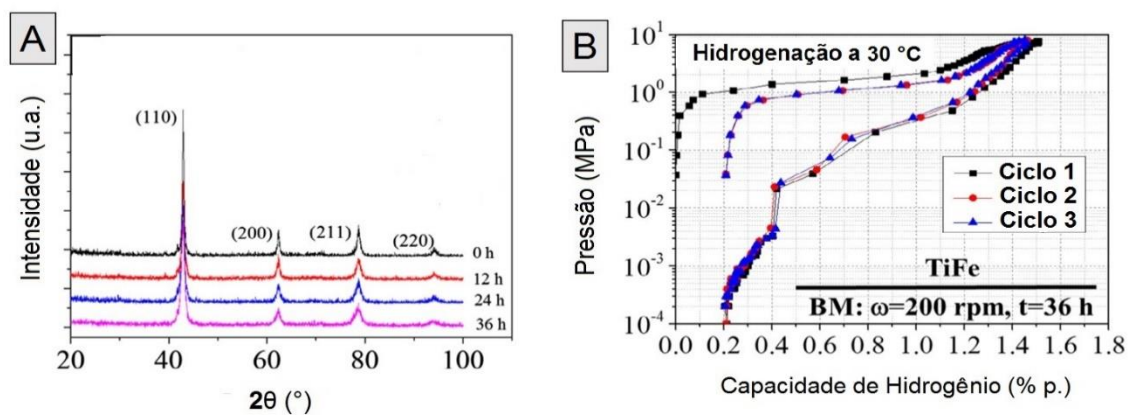 A
Intensidade (u.a.)
(110)
(200)
(211)
(220)
0 h
12 h
24 h
36 h
20 40 60 80 100
2θ (°)
B
Hidrogenação a 30 °C
Pressão (MPa)
10¹
10⁰
10⁻¹
10⁻²
10⁻³
10⁻⁴
Ciclo 1
Ciclo 2
Ciclo 3
TiFe
BM: ω=200 rpm, t=36 h
0.0 0.2 0.4 0.6 0.8 1.0 1.2 1.4 1.6 1.8
Capacidade de Hidrogênio (% p.)